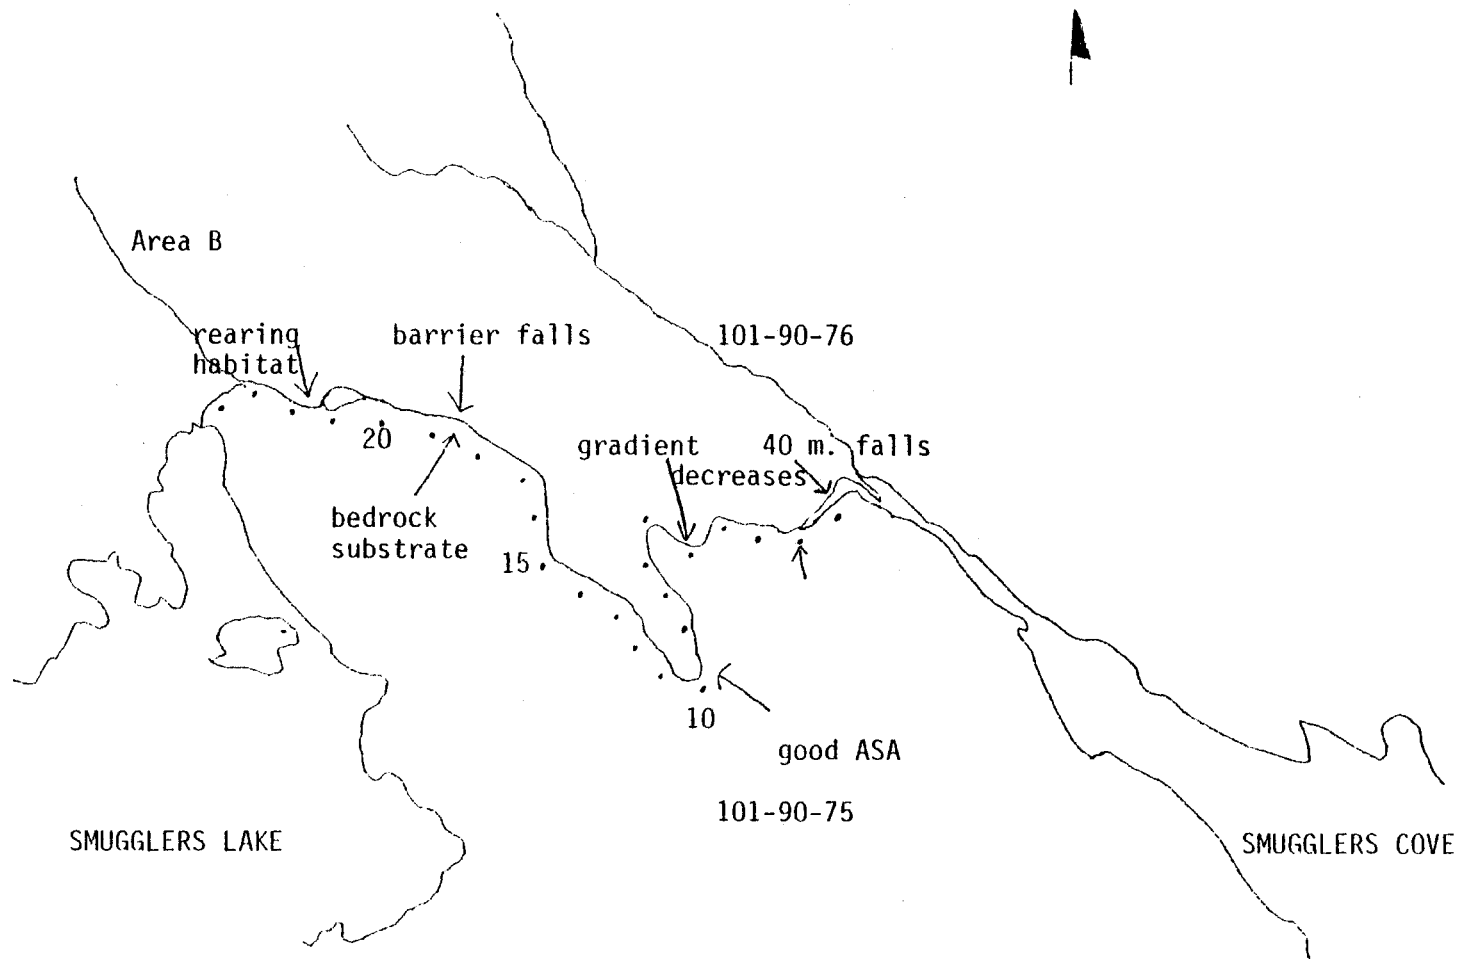 Area B
rearing
habitat
barrier falls
101-90-76
20
gradient
decreases
40 m. falls
bedrock
substrate
15
10
good ASA
101-90-75
SMUGGLERS LAKE
SMUGGLERS COVE